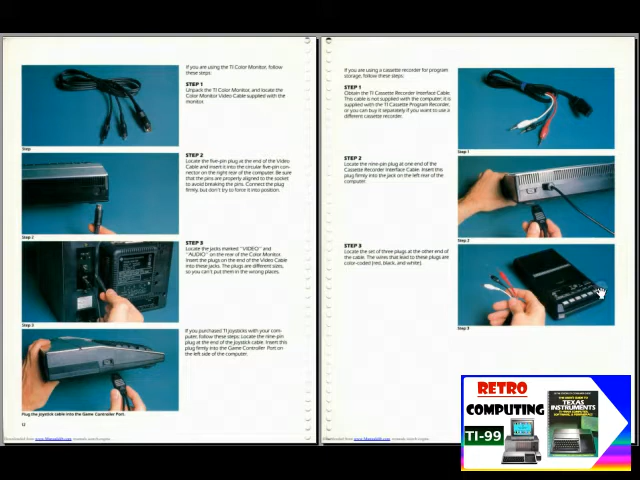 If you are using the TI Color Monitor, follow
these steps:
STEP 1
Unpack the TI Color Monitor, and locate the
Color Monitor Video Cable supplied with the
monitor.
Step
STEP 2
Locate the five-pin plug at the end of the Video
Cable and insert it into the circular five-pin con-
nector on the right rear of the computer. Be sure
that the pins are properly aligned to the socket
to avoid breaking the pins. Connect the plug
firmly, but don't try to force it into position.
Step 2
STEP 3
Locate the jacks marked "VIDEO" and
"AUDIO" on the rear of the Color Monitor.
Insert the plugs on the end of the Video Cable
into these jacks. The plugs are different sizes,
so you can't put them in the wrong places.
Step 3
If you purchased TI Joysticks with your com-
puter, follow these steps: Locate the nine-pin
plug at the end of the joystick cable. Insert this
plug firmly into the Game Controller Port on
the left side of the computer.
Plug the joystick cable into the Game Controller Port.
12
If you are using a cassette recorder for program
storage, follow these steps:
STEP 1
Obtain the TI Cassette Recorder Interface Cable.
This cable is not supplied with the computer; it is
supplied with the TI Cassette Program Recorder,
or you can buy it separately if you want to use a
different cassette recorder.
Step 1
STEP 2
Locate the nine-pin plug at one end of the
Cassette Recorder Interface Cable. Insert this
plug firmly into the jack on the left rear of the
computer.
Step 2
STEP 3
Locate the set of three plugs at the other end of
the cable. The wires that lead to these plugs are
color-coded (red, black, and white).
Step 3
RETRO
COMPUTING
TI-99
TEXAS
INSTRUMENTS